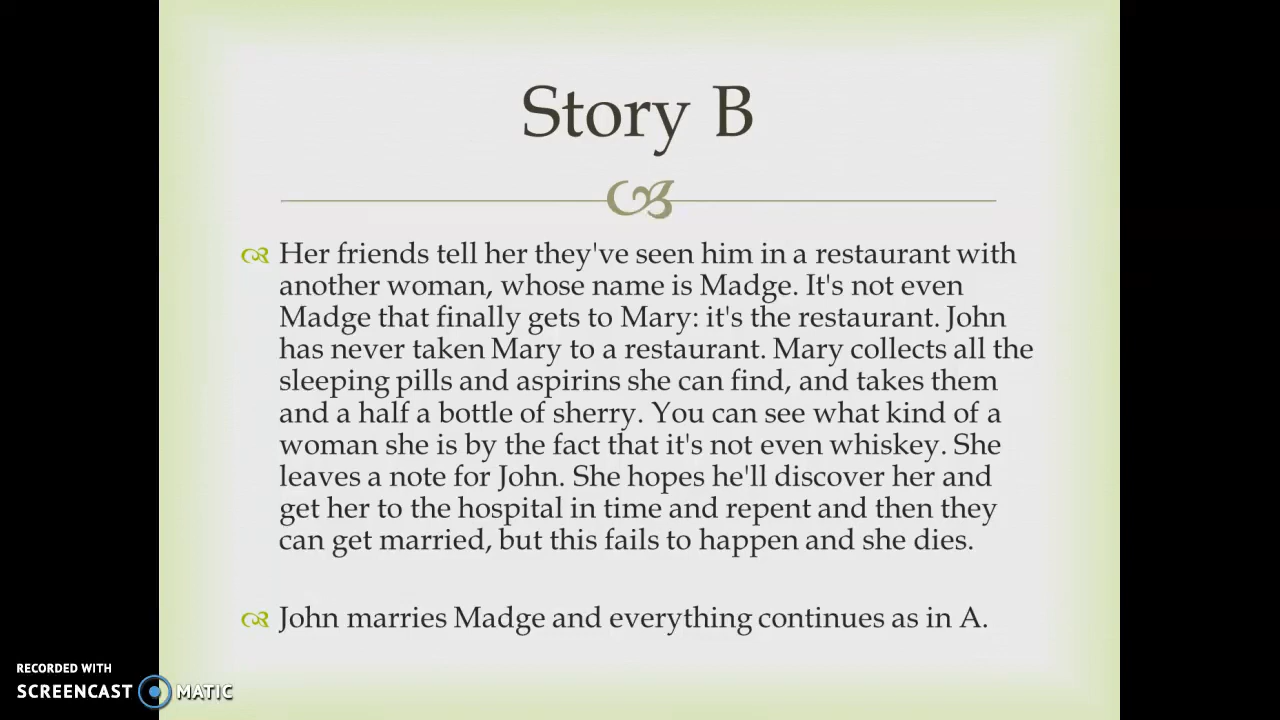 Story B
Her friends tell her they've seen him in a restaurant with
another woman, whose name is Madge. It's not even
Madge that finally gets to Mary: it's the restaurant. John
has never taken Mary to a restaurant. Mary collects all the
sleeping pills and aspirins she can find, and takes them
and a half a bottle of sherry. You can see what kind of a
woman she is by the fact that it's not even whiskey. She
leaves a note for John. She hopes he'll discover her and
get her to the hospital in time and repent and then they
can get married, but this fails to happen and she dies.
John marries Madge and everything continues as in A.
RECORDED WITH
SCREENCAST MATIC